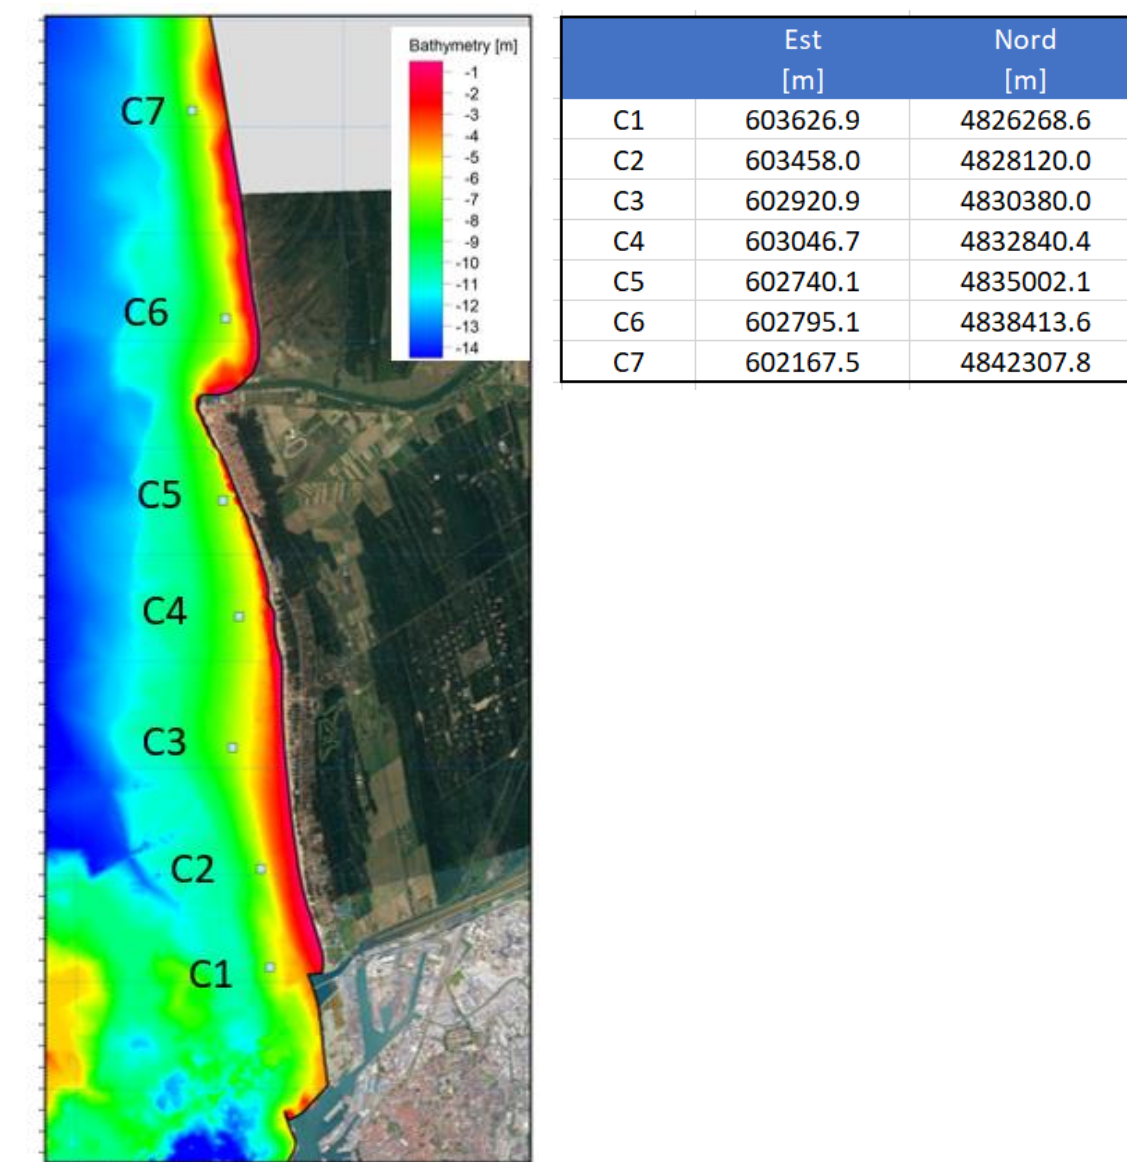 Bathymetry [m]
-1
-2
-3
-4
-5
-6
-7
-8
-9
-10
-11
-12
-13
-14
C7
C6
C5
C4
C3
C2
C1
Est Nord
[m] [m]
C1 603626.9 4826268.6
C2 603458.0 4828120.0
C3 602920.9 4830380.0
C4 603046.7 4832840.4
C5 602740.1 4835002.1
C6 602795.1 4838413.6
C7 602167.5 4842307.8